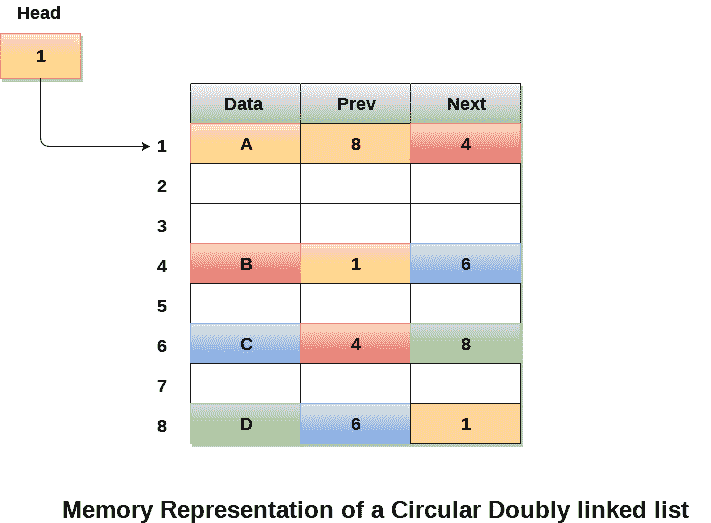 Head
1
Data Prev Next
1 A 8 4
2
3
4 B 1 6
5
6 C 4 8
7
8 D 6 1
Memory Representation of a Circular Doubly linked list